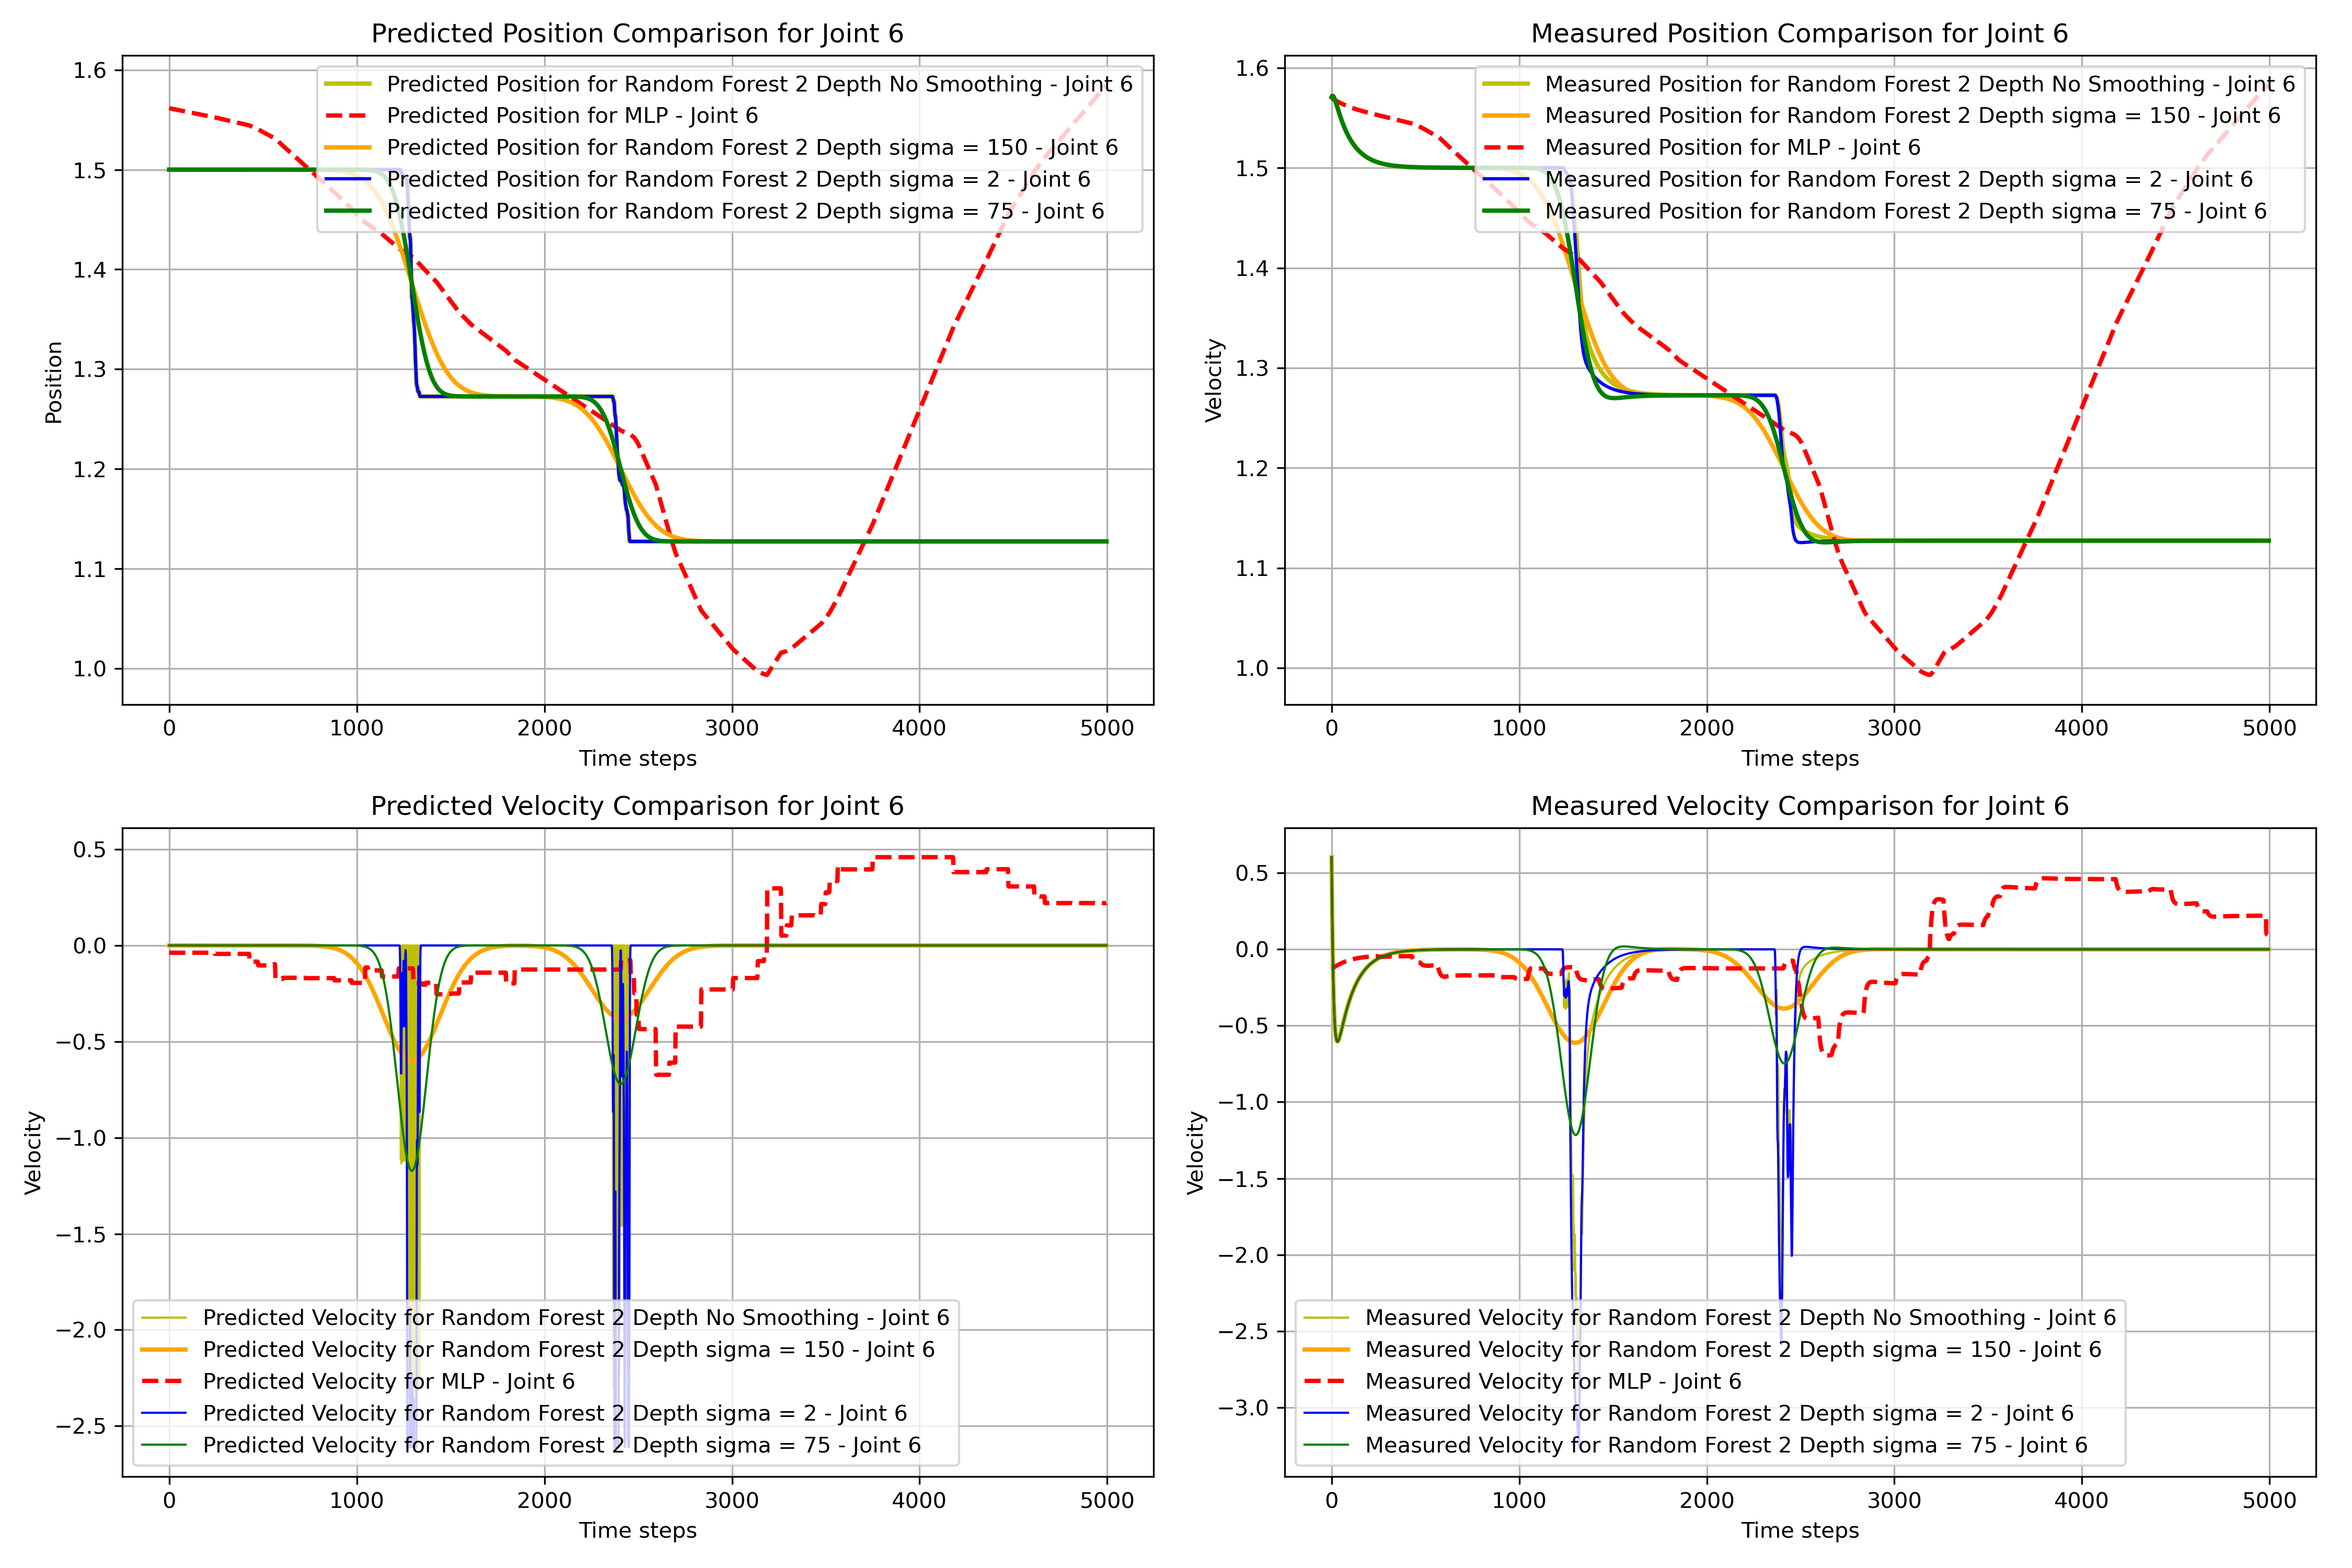 Predicted Position Comparison for Joint 6
1.6
1.5
1.4
1.3
1.2
1.1
1.0
Position
Predicted Position for Random Forest 2 Depth No Smoothing - Joint 6
Predicted Position for MLP - Joint 6
Predicted Position for Random Forest 2 Depth sigma = 150 - Joint 6
Predicted Position for Random Forest 2 Depth sigma = 2 - Joint 6
Predicted Position for Random Forest 2 Depth sigma = 75 - Joint 6
0 1000 2000 3000 4000 5000
Time steps
Measured Position Comparison for Joint 6
1.6
1.5
1.4
1.3
1.2
1.1
1.0
Velocity
Measured Position for Random Forest 2 Depth No Smoothing - Joint 6
Measured Position for Random Forest 2 Depth sigma = 150 - Joint 6
Measured Position for MLP - Joint 6
Measured Position for Random Forest 2 Depth sigma = 2 - Joint 6
Measured Position for Random Forest 2 Depth sigma = 75 - Joint 6
0 1000 2000 3000 4000 5000
Time steps
Predicted Velocity Comparison for Joint 6
0.5
0.0
−0.5
−1.0
−1.5
−2.0
−2.5
Velocity
Predicted Velocity for Random Forest 2 Depth No Smoothing - Joint 6
Predicted Velocity for Random Forest 2 Depth sigma = 150 - Joint 6
Predicted Velocity for MLP - Joint 6
Predicted Velocity for Random Forest 2 Depth sigma = 2 - Joint 6
Predicted Velocity for Random Forest 2 Depth sigma = 75 - Joint 6
0 1000 2000 3000 4000 5000
Time steps
Measured Velocity Comparison for Joint 6
0.5
0.0
−0.5
−1.0
−1.5
−2.0
−2.5
−3.0
Velocity
Measured Velocity for Random Forest 2 Depth No Smoothing - Joint 6
Measured Velocity for Random Forest 2 Depth sigma = 150 - Joint 6
Measured Velocity for MLP - Joint 6
Measured Velocity for Random Forest 2 Depth sigma = 2 - Joint 6
Measured Velocity for Random Forest 2 Depth sigma = 75 - Joint 6
0 1000 2000 3000 4000 5000
Time steps